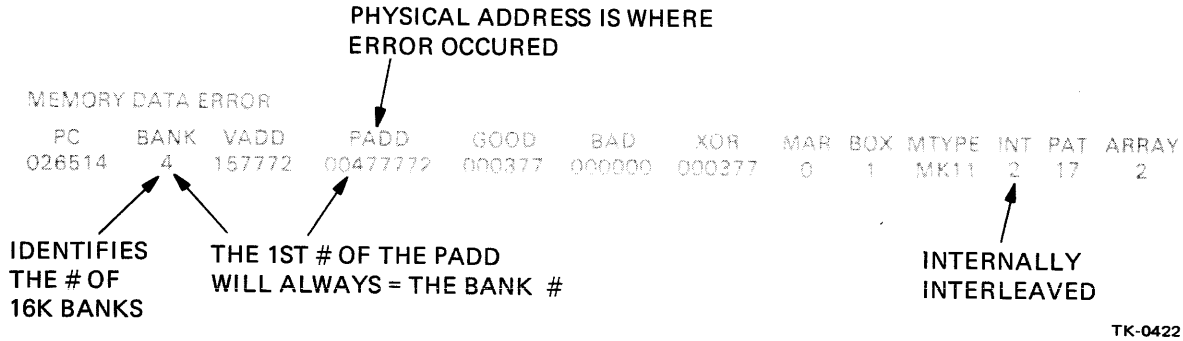 PHYSICAL ADDRESS IS WHERE
ERROR OCCURED
MEMORY DATA ERROR
PC BANK VADD PADD GOOD BAD XOR MAR BOX MTYPE INT PAT ARRAY
026514 4 157772 00477772 000377 000000 000377 0 1 MK11 2 17 2
IDENTIFIES
THE # OF
16K BANKS
THE 1ST # OF THE PADD
WILL ALWAYS = THE BANK #
INTERNALLY
INTERLEAVED
TK-0422